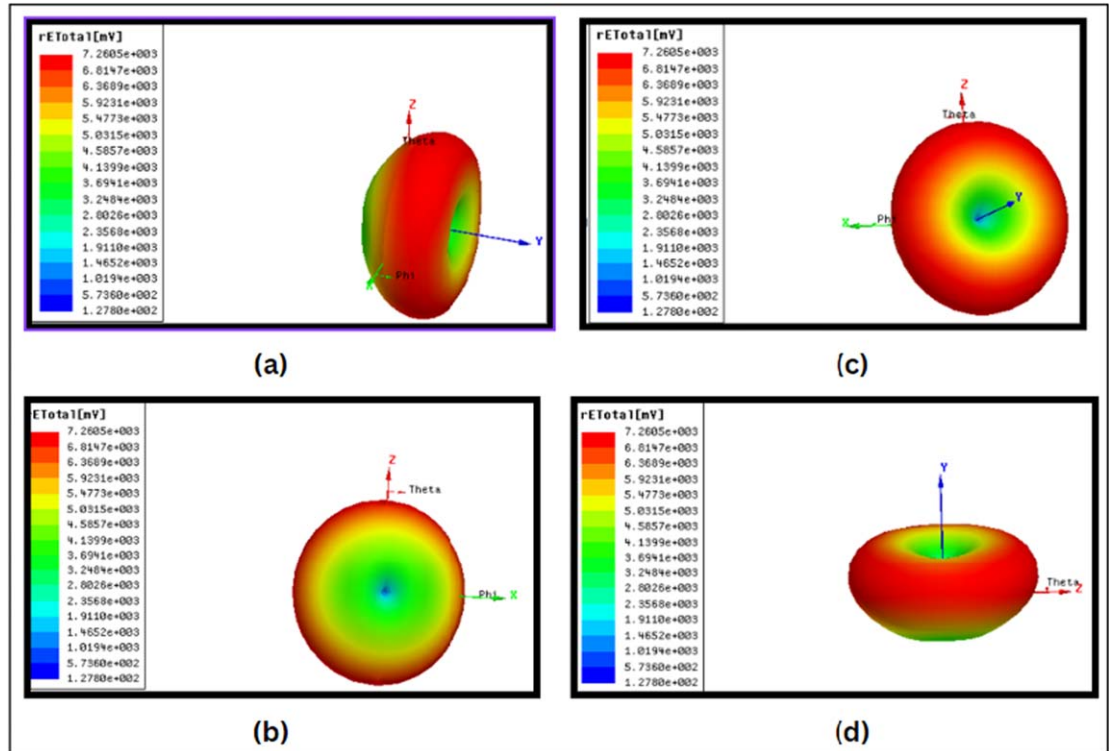 rETotal[mV]
7.2605e+003
6.8147e+003
6.3689e+003
5.9231e+003
5.4773e+003
5.0315e+003
4.5857e+003
4.1399e+003
3.6941e+003
3.2484e+003
2.8026e+003
2.3568e+003
1.9110e+003
1.4652e+003
1.0194e+003
5.7360e+002
1.2780e+002
Z
Theta
Y
Phi
X
(a)
rETotal[mV]
7.2605e+003
6.8147e+003
6.3689e+003
5.9231e+003
5.4773e+003
5.0315e+003
4.5857e+003
4.1399e+003
3.6941e+003
3.2484e+003
2.8026e+003
2.3568e+003
1.9110e+003
1.4652e+003
1.0194e+003
5.7360e+002
1.2780e+002
Z
Theta
Y
X
Phi
(c)
ETotal[mV]
7.2605e+003
6.8147e+003
6.3689e+003
5.9231e+003
5.4773e+003
5.0315e+003
4.5857e+003
4.1399e+003
3.6941e+003
3.2484e+003
2.8026e+003
2.3568e+003
1.9110e+003
1.4652e+003
1.0194e+003
5.7360e+002
1.2780e+002
Z
Theta
Phi
X
(b)
rETotal[mV]
7.2605e+003
6.8147e+003
6.3689e+003
5.9231e+003
5.4773e+003
5.0315e+003
4.5857e+003
4.1399e+003
3.6941e+003
3.2484e+003
2.8026e+003
2.3568e+003
1.9110e+003
1.4652e+003
1.0194e+003
5.7360e+002
1.2780e+002
Y
Theta
Z
(d)